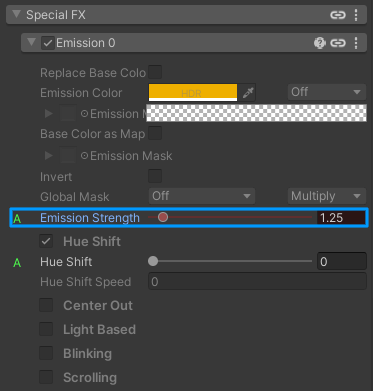 Special FX
Emission 0
Replace Base Colo
Emission Color HDR Off
Emission M
Base Color as Map
Emission Mask
Invert
Global Mask Off Multiply
A Emission Strength 1.25
Hue Shift
A Hue Shift 0
Hue Shift Speed 0
Center Out
Light Based
Blinking
Scrolling